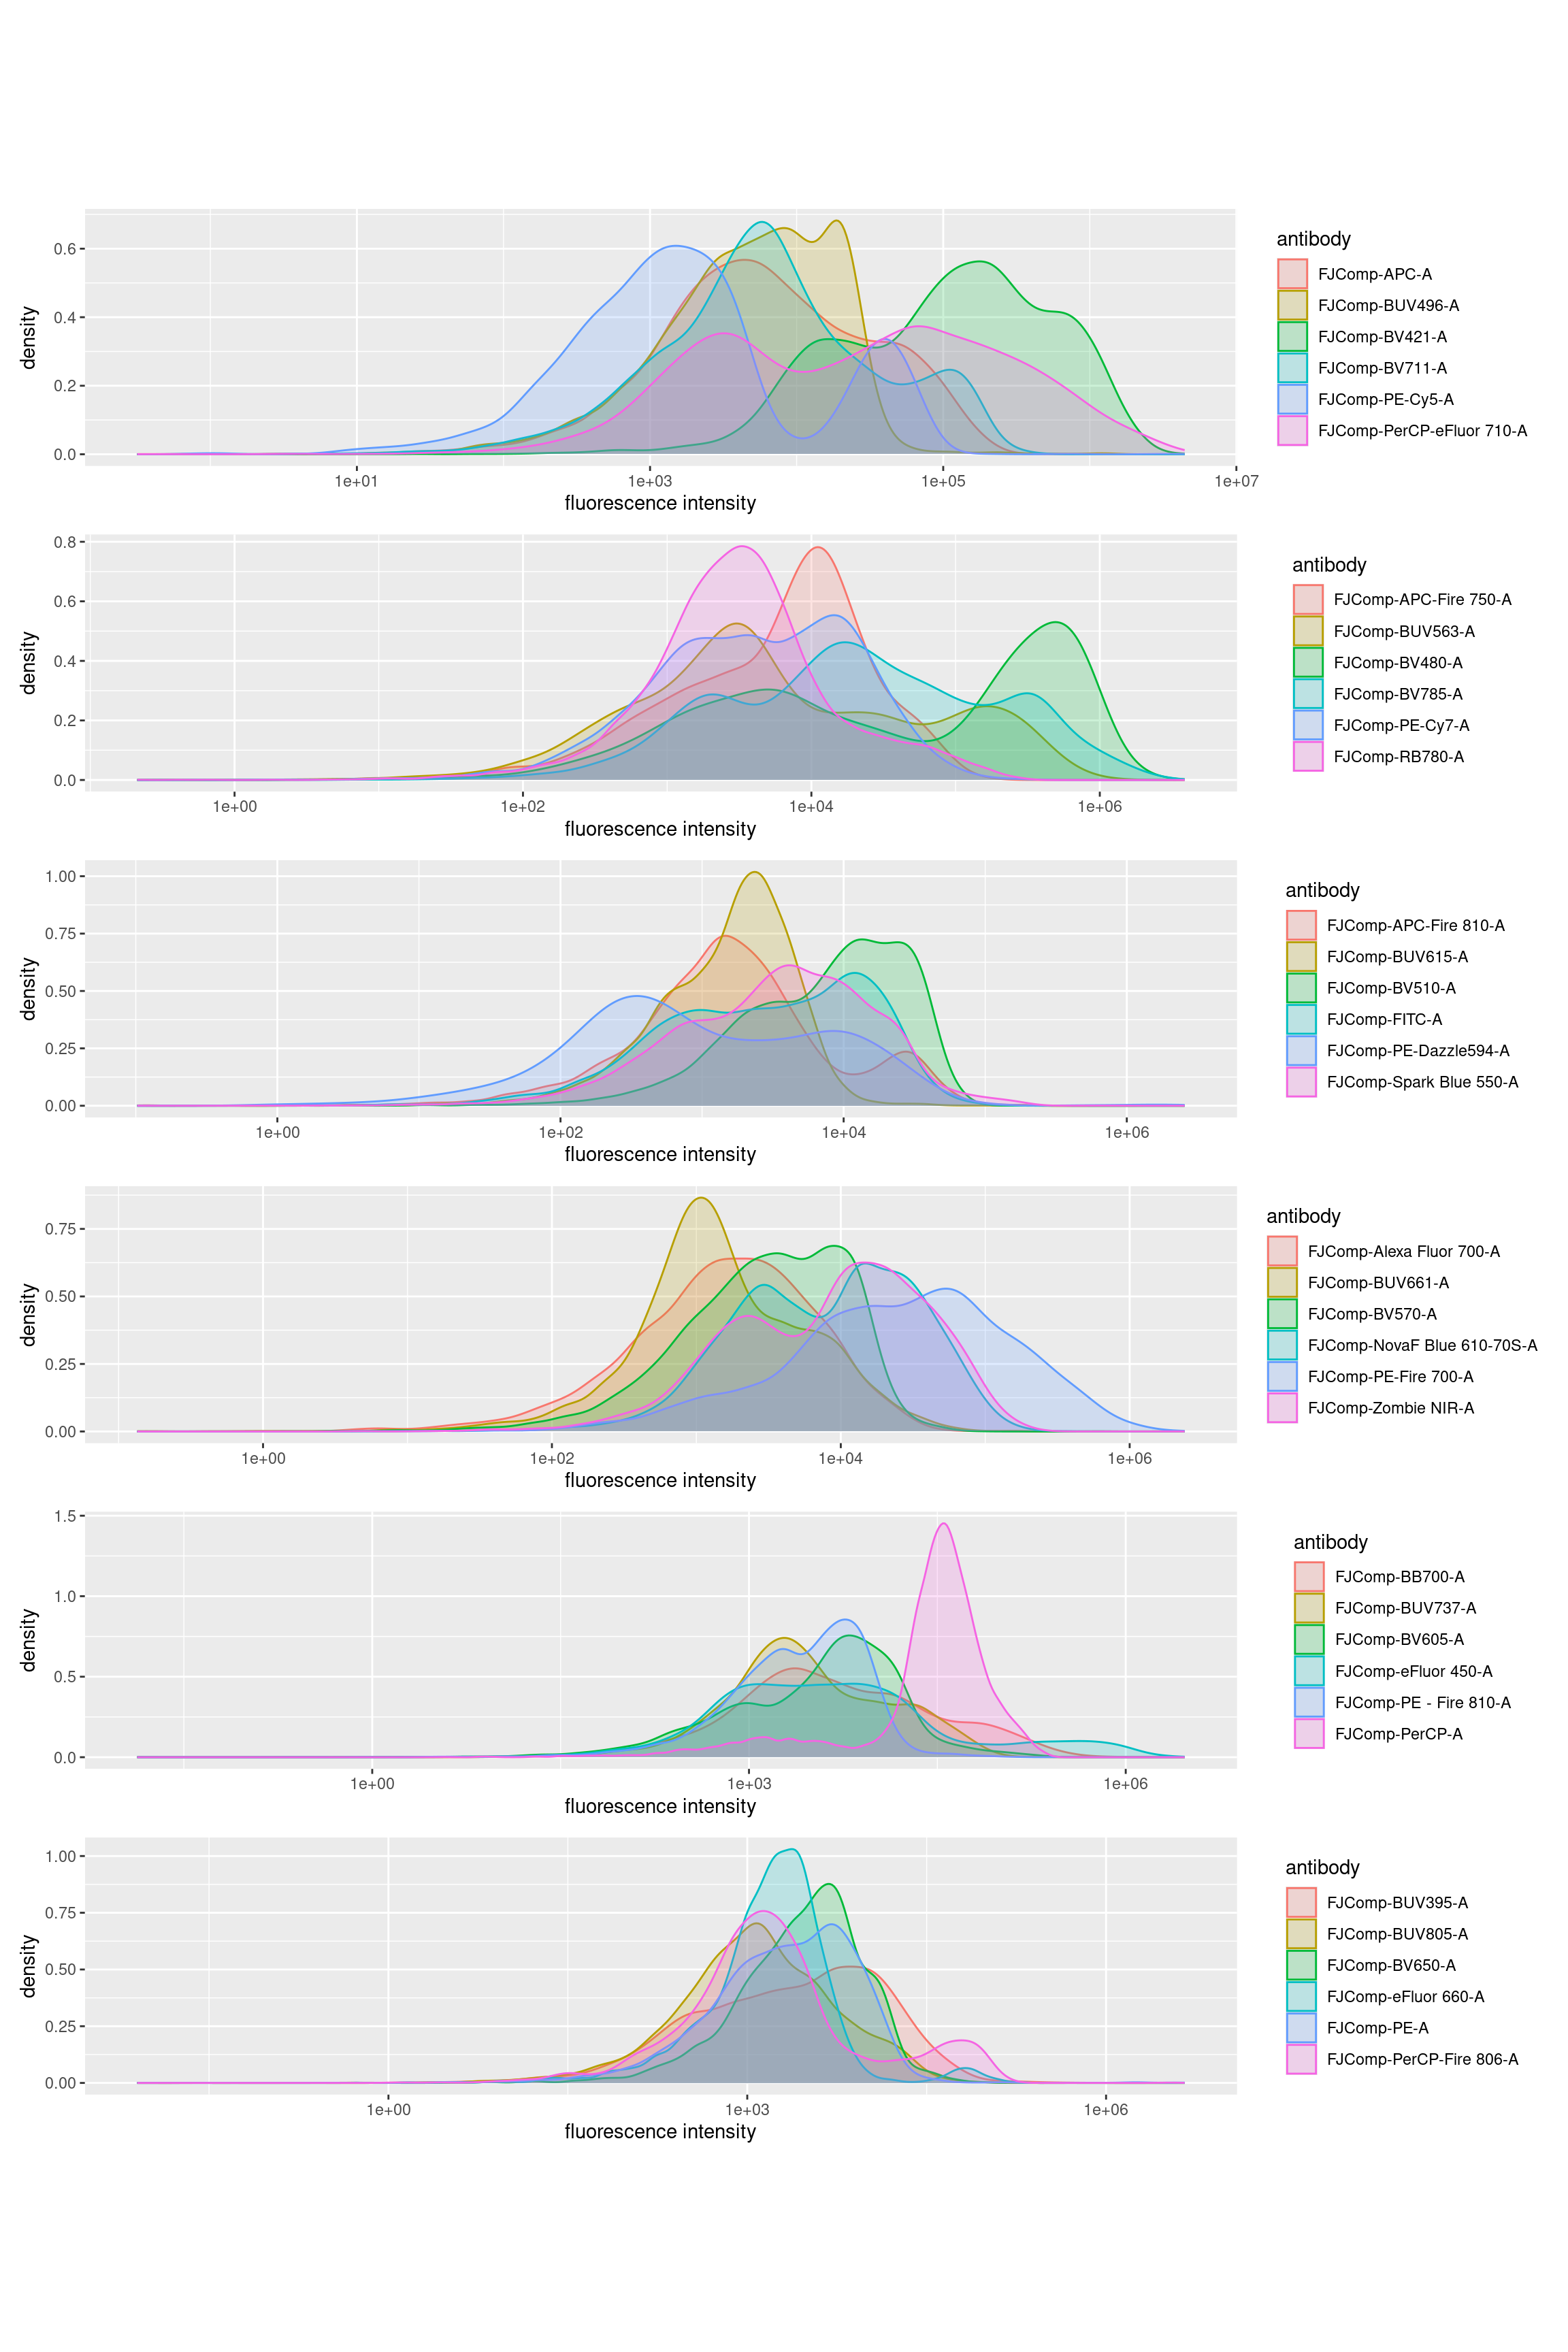 density
0.6
0.4
0.2
0.0
1e+01
1e+03
1e+05
1e+07
fluorescence intensity
antibody
FJComp-APC-A
FJComp-BUV496-A
FJComp-BV421-A
FJComp-BV711-A
FJComp-PE-Cy5-A
FJComp-PerCP-eFluor 710-A
density
0.8
0.6
0.4
0.2
0.0
1e+00
1e+02
1e+04
1e+06
fluorescence intensity
antibody
FJComp-APC-Fire 750-A
FJComp-BUV563-A
FJComp-BV480-A
FJComp-BV785-A
FJComp-PE-Cy7-A
FJComp-RB780-A
density
1.00
0.75
0.50
0.25
0.00
1e+00
1e+02
1e+04
1e+06
fluorescence intensity
antibody
FJComp-APC-Fire 810-A
FJComp-BUV615-A
FJComp-BV510-A
FJComp-FITC-A
FJComp-PE-Dazzle594-A
FJComp-Spark Blue 550-A
density
0.75
0.50
0.25
0.00
1e+00
1e+02
1e+04
1e+06
fluorescence intensity
antibody
FJComp-Alexa Fluor 700-A
FJComp-BUV661-A
FJComp-BV570-A
FJComp-NovaF Blue 610-70S-A
FJComp-PE-Fire 700-A
FJComp-Zombie NIR-A
density
1.5
1.0
0.5
0.0
1e+00
1e+03
1e+06
fluorescence intensity
antibody
FJComp-BB700-A
FJComp-BUV737-A
FJComp-BV605-A
FJComp-eFluor 450-A
FJComp-PE - Fire 810-A
FJComp-PerCP-A
density
1.00
0.75
0.50
0.25
0.00
1e+00
1e+03
1e+06
fluorescence intensity
antibody
FJComp-BUV395-A
FJComp-BUV805-A
FJComp-BV650-A
FJComp-eFluor 660-A
FJComp-PE-A
FJComp-PerCP-Fire 806-A